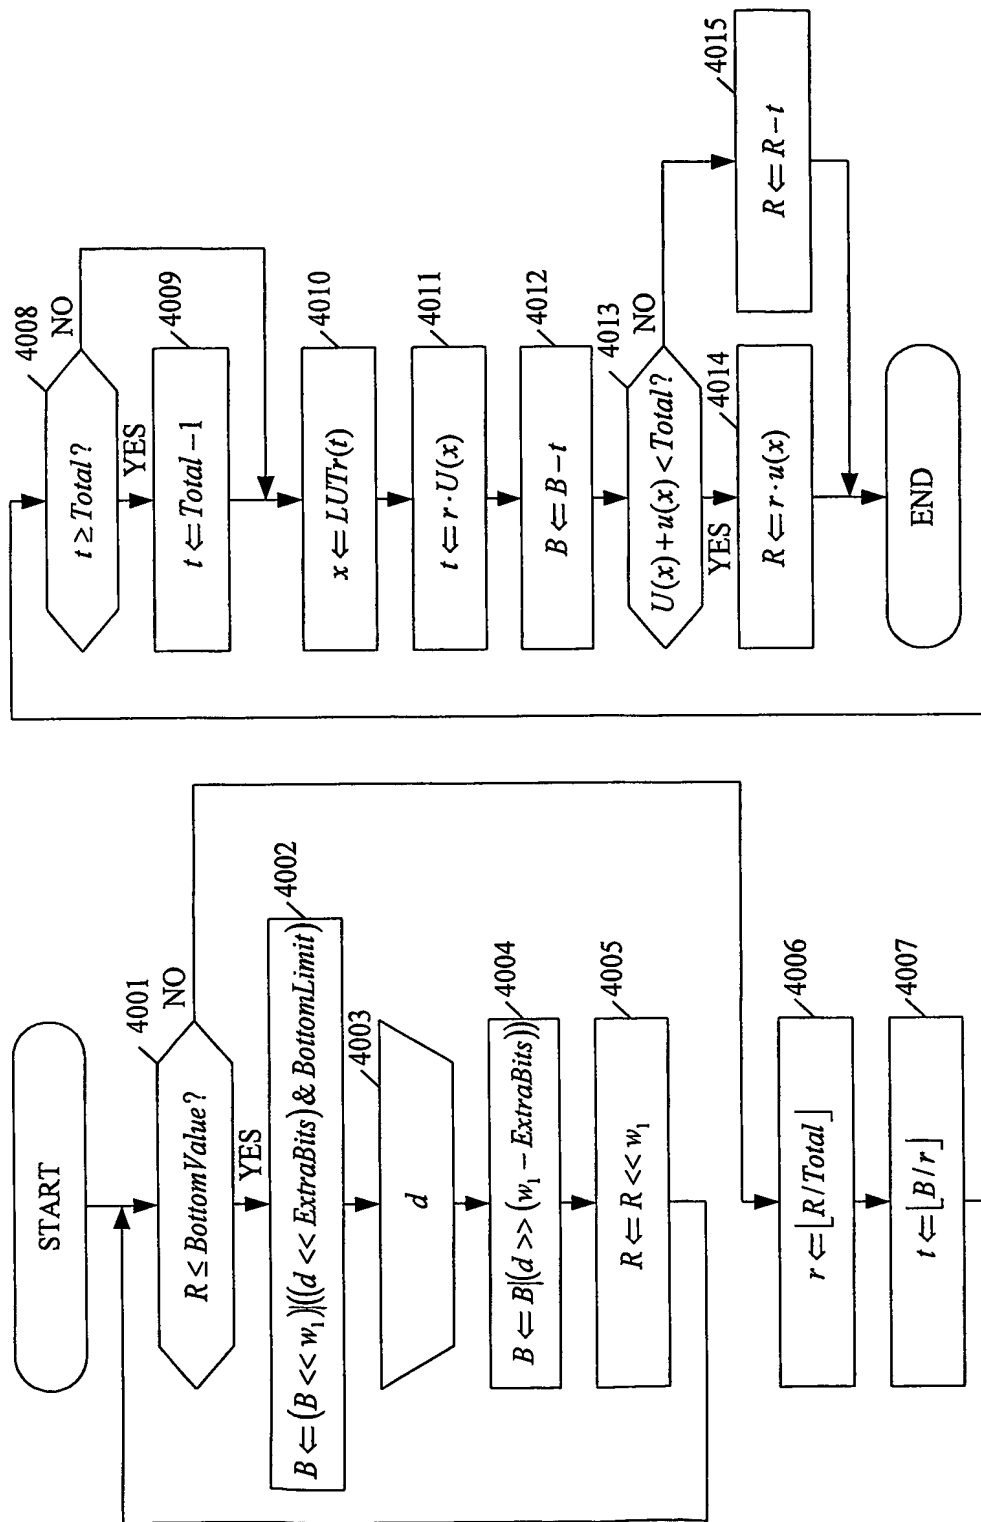 START
4001
R ≤ BottomValue?
NO
YES
4002
B ⇐ (B << w₁)|((d << ExtraBits) & BottomLimit)
4003
d
4004
B ⇐ B|(d >> (w₁ − ExtraBits))
4005
R ⇐ R << w₁
4006
r ⇐ ⌊R/Total⌋
4007
t ⇐ ⌊B/r⌋
4008
t ≥ Total?
NO
YES
4009
t ⇐ Total −1
4010
x ⇐ LUTr(t)
4011
t ⇐ r · U(x)
4012
B ⇐ B − t
4013
U(x) + u(x) < Total?
NO
YES
4014
R ⇐ r · u(x)
4015
R ⇐ R − t
END